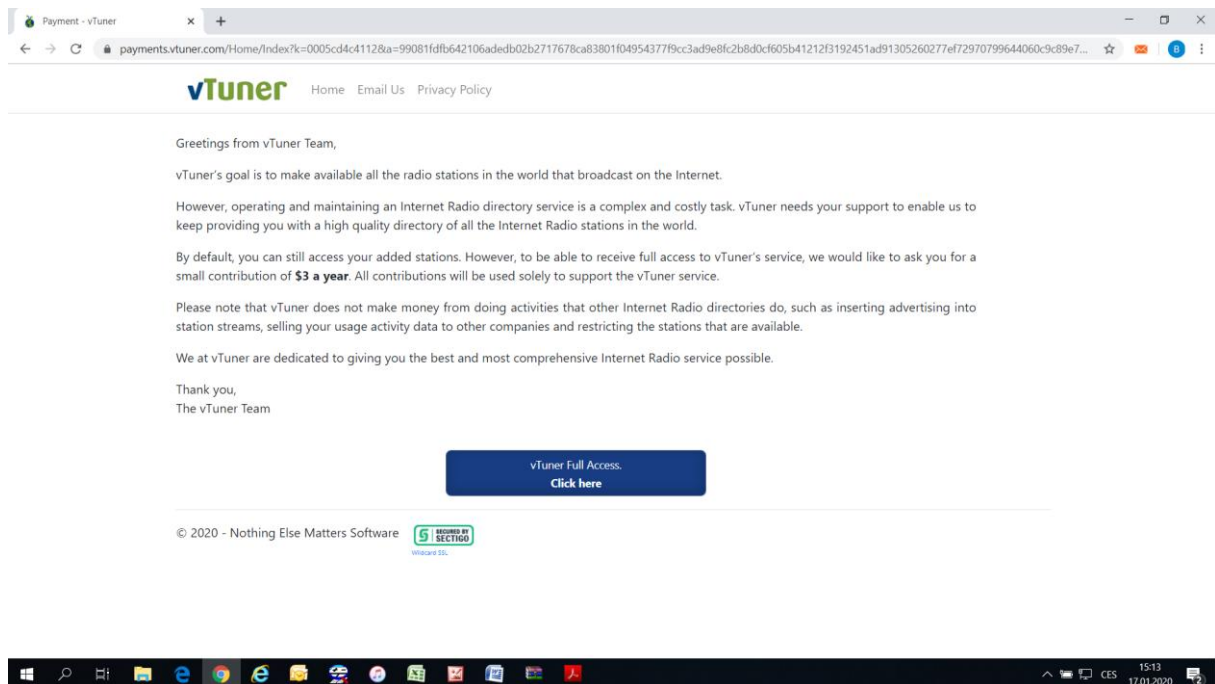 Payment - vTuner
payments.vtuner.com/Home/Index?k=0005cd4c4112&a=99081fdfb642106adedb02b2717678ca83801f04954377f9cc3ad9e8fc2b8d0cf605b41212f3192451ad91305260277ef72970799644060c9c89e7...
B
vTuner Home Email Us Privacy Policy
Greetings from vTuner Team,
vTuner's goal is to make available all the radio stations in the world that broadcast on the Internet.
However, operating and maintaining an Internet Radio directory service is a complex and costly task. vTuner needs your support to enable us to
keep providing you with a high quality directory of all the Internet Radio stations in the world.
By default, you can still access your added stations. However, to be able to receive full access to vTuner's service, we would like to ask you for a
small contribution of $3 a year. All contributions will be used solely to support the vTuner service.
Please note that vTuner does not make money from doing activities that other Internet Radio directories do, such as inserting advertising into
station streams, selling your usage activity data to other companies and restricting the stations that are available.
We at vTuner are dedicated to giving you the best and most comprehensive Internet Radio service possible.
Thank you,
The vTuner Team
vTuner Full Access.
Click here
© 2020 - Nothing Else Matters Software
SECURED BY
SECTIGO
Wildcard SSL
CES
15:13
17.01.2020
2